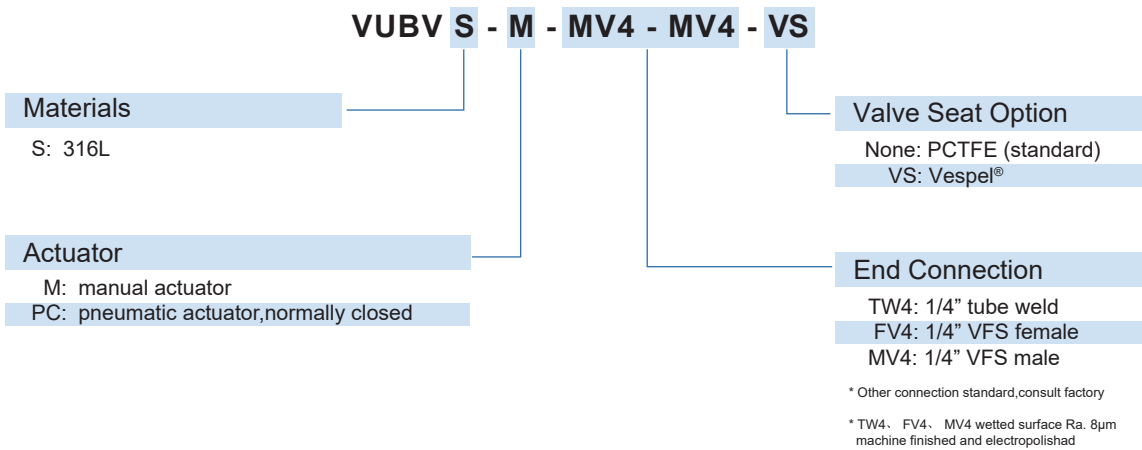 VUBV S - M - MV4 - MV4 - VS
Materials
S: 316L
Actuator
M: manual actuator
PC: pneumatic actuator,normally closed
Valve Seat Option
None: PCTFE (standard)
VS: Vespel®
End Connection
TW4: 1/4” tube weld
FV4: 1/4” VFS female
MV4: 1/4” VFS male
* Other connection standard,consult factory
* TW4、 FV4、 MV4 wetted surface Ra. 8μm
machine finished and electropolishad